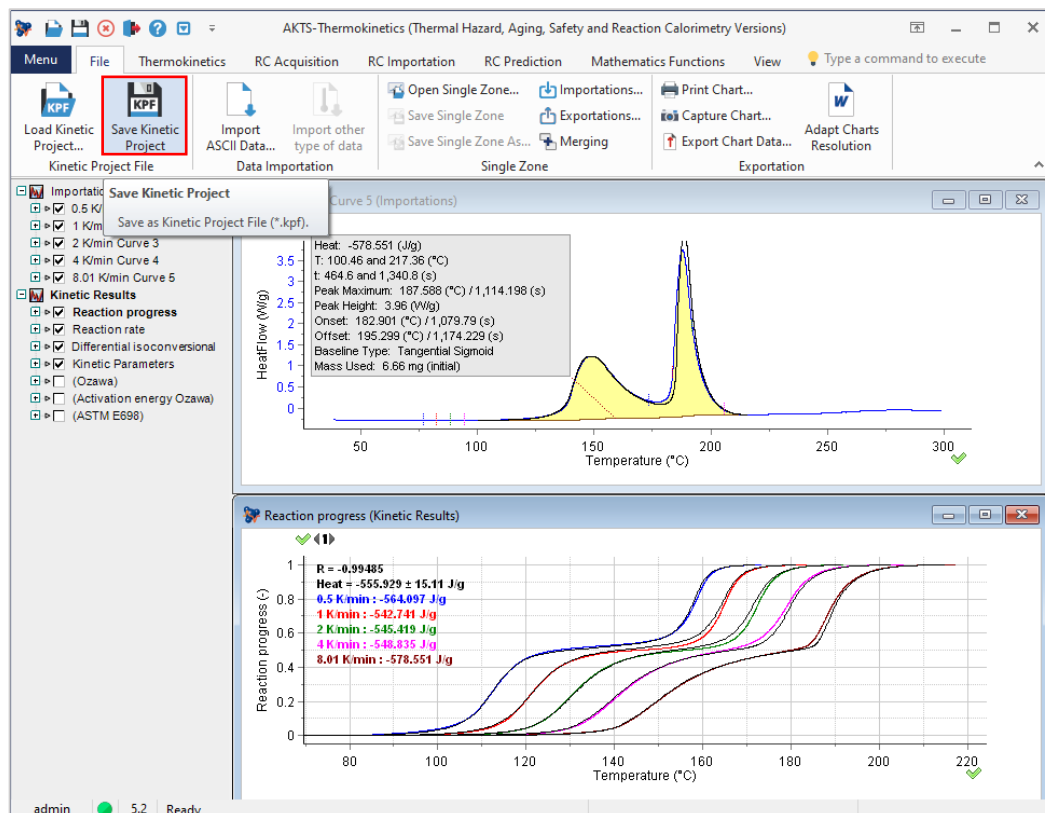 AKTS-Thermokinetics (Thermal Hazard, Aging, Safety and Reaction Calorimetry Versions)
Menu File Thermokinetics RC Acquisition RC Importation RC Prediction Mathematics Functions View Type a command to execute
KPF
Load Kinetic Project...
KPF
Save Kinetic Project
Kinetic Project File
Import ASCII Data...
Import other type of data
Data Importation
Open Single Zone...
Save Single Zone
Save Single Zone As...
Importations...
Exportations...
Merging
Single Zone
Print Chart...
Capture Chart...
Export Chart Data...
W
Adapt Charts Resolution
Exportation
Save Kinetic Project
Save as Kinetic Project File (*.kpf).
Importatio
0.5 K/
1 K/m
2 K/min Curve 3
4 K/min Curve 4
8.01 K/min Curve 5
Kinetic Results
Reaction progress
Reaction rate
Differential isoconversional
Kinetic Parameters
(Ozawa)
(Activation energy Ozawa)
(ASTM E698)
Curve 5 (Importations)
Heat: -578.551 (J/g)
T: 100.46 and 217.36 (°C)
t: 464.6 and 1,340.8 (s)
Peak Maximum: 187.588 (°C) / 1,114.198 (s)
Peak Height: 3.96 (W/g)
Onset: 182.901 (°C) / 1,079.79 (s)
Offset: 195.299 (°C) / 1,174.229 (s)
Baseline Type: Tangential Sigmoid
Mass Used: 6.66 mg (initial)
HeatFlow (W/g)
3.5
3
2.5
2
1.5
1
0.5
0
50 100 150 200 250 300
Temperature (°C)
Reaction progress (Kinetic Results)
1
R = -0.99485
Heat = -555.929 ± 15.11 J/g
0.5 K/min : -564.097 J/g
1 K/min : -542.741 J/g
2 K/min : -545.419 J/g
4 K/min : -548.835 J/g
8.01 K/min : -578.551 J/g
Reaction progress (-)
1
0.8
0.6
0.4
0.2
0
80 100 120 140 160 180 200 220
Temperature (°C)
admin 5.2 Ready